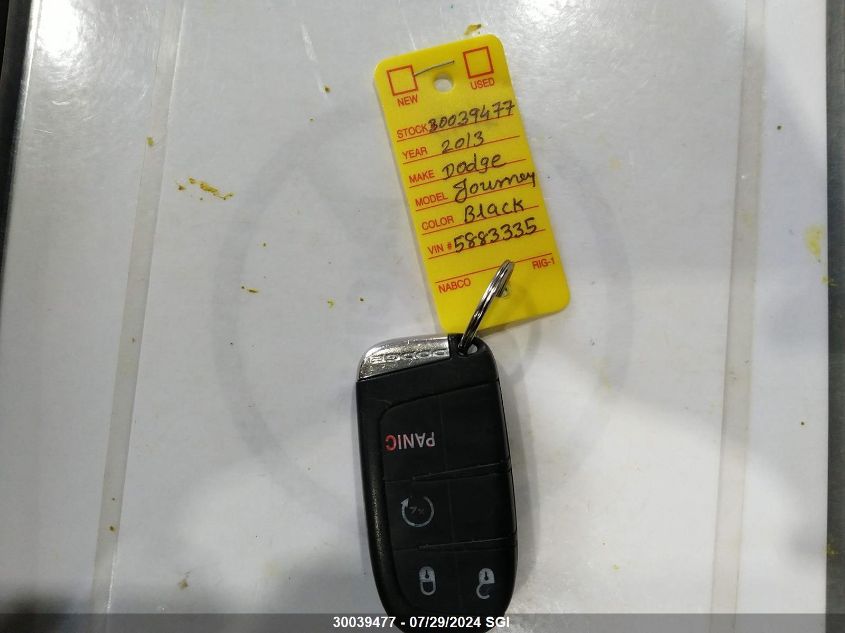 NEW USED
STOCK 30039477
YEAR 2013
MAKE Dodge
MODEL Journey
COLOR Black
VIN # 5883335
NABCO RIG-1
DODGE
PANIC
30039477 - 07/29/2024 SGI